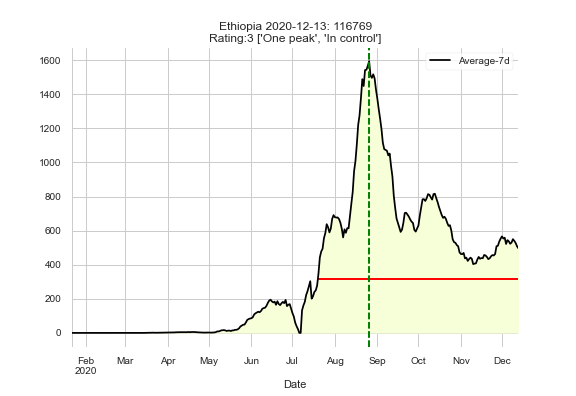 Ethiopia 2020-12-13: 116769
Rating:3 ['One peak', 'In control']
Average-7d
1600
1400
1200
1000
800
600
400
200
0
Feb Mar Apr May Jun Jul Aug Sep Oct Nov Dec
2020
Date